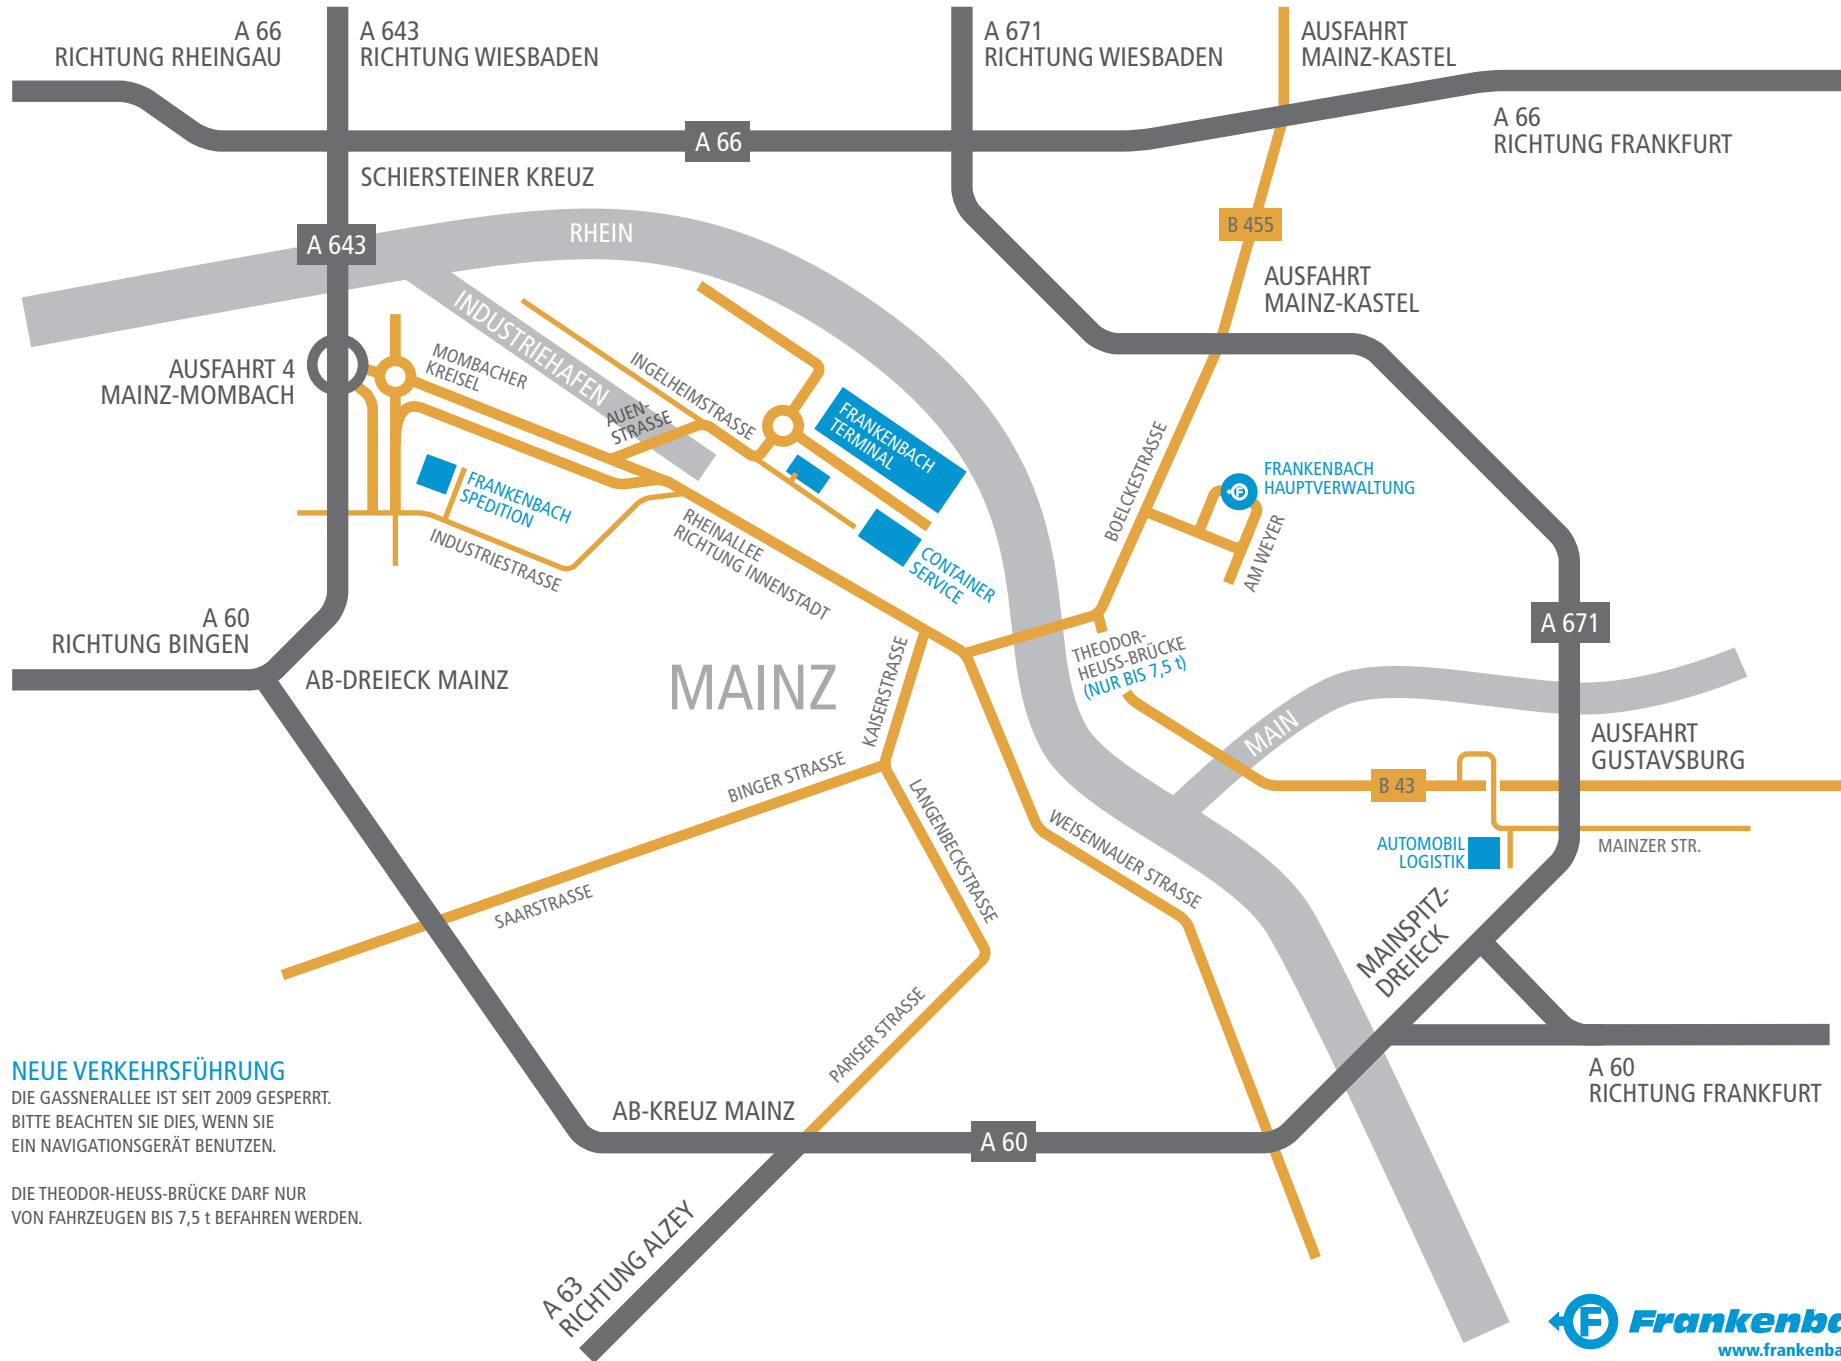 A 66
RICHTUNG RHEINGAU
A 643
RICHTUNG WIESBADEN
A 671
RICHTUNG WIESBADEN
AUSFAHRT
MAINZ-KASTEL
A 66
RICHTUNG FRANKFURT
A 66
SCHIERSTEINER KREUZ
A 643
RHEIN
B 455
AUSFAHRT
MAINZ-KASTEL
INDUSTRIEHAFEN
AUSFAHRT 4
MAINZ-MOMBACH
MOMBACHER
KREISEL
INGELHEIMSTRASSE
AUEN-
STRASSE
FRANKENBACH
TERMINAL
FRANKENBACH
SPEDITION
INDUSTRIESTRASSE
RHEINALLEE
RICHTUNG INNENSTADT
CONTAINER
SERVICE
BOELCKESTRASSE
FRANKENBACH
HAUPTVERWALTUNG
F
AM WEYER
A 60
RICHTUNG BINGEN
AB-DREIECK MAINZ
MAINZ
KAISERSTRASSE
THEODOR-
HEUSS-BRÜCKE
(NUR BIS 7,5 t)
A 671
MAIN
AUSFAHRT
GUSTAVSBURG
B 43
BINGER STRASSE
LANGENBECKSTRASSE
WEISENNAUER STRASSE
AUTOMOBIL
LOGISTIK
MAINZER STR.
SAARSTRASSE
MAINSPITZ-
DREIECK
PARISER STRASSE
A 60
RICHTUNG FRANKFURT
AB-KREUZ MAINZ
A 60
A 63
RICHTUNG ALZEY
NEUE VERKEHRSFÜHRUNG
DIE GASSNERALLEE IST SEIT 2009 GESPERRT.
BITTE BEACHTEN SIE DIES, WENN SIE
EIN NAVIGATIONSGERÄT BENUTZEN.
DIE THEODOR-HEUSS-BRÜCKE DARF NUR
VON FAHRZEUGEN BIS 7,5 t BEFAHREN WERDEN.
F Frankenba
www.frankenba